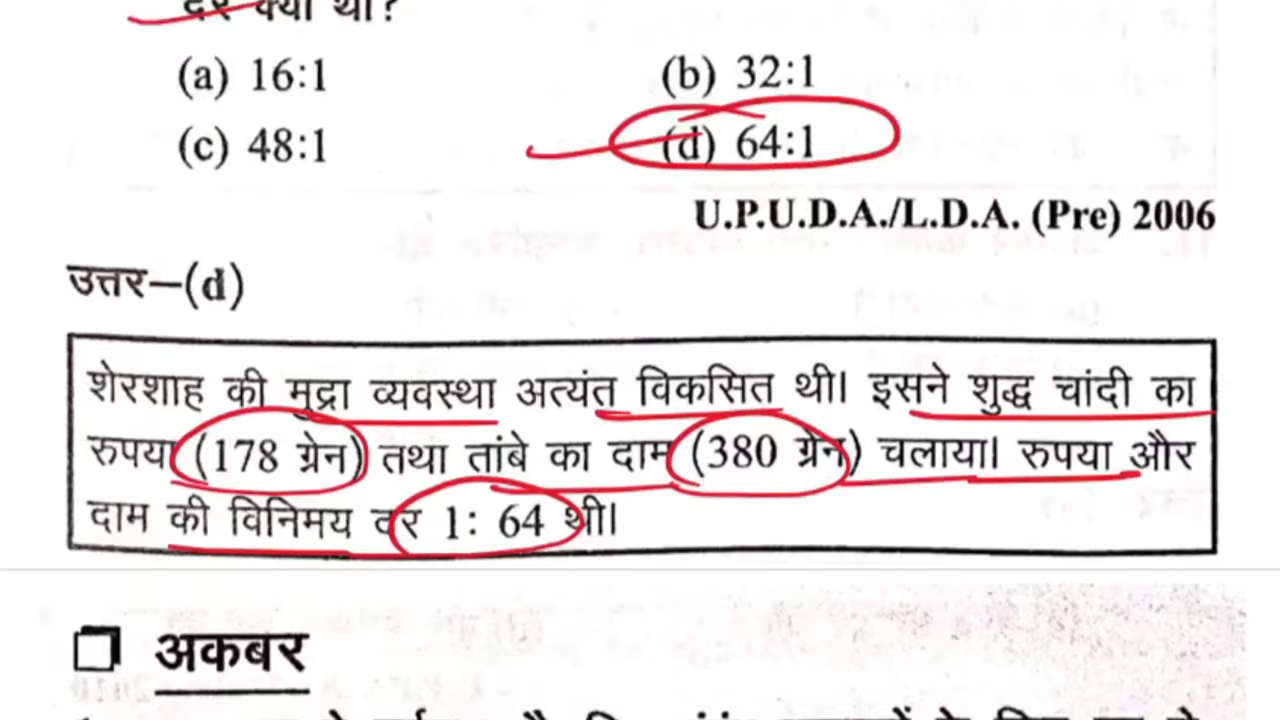 दर क्या थी?
(a) 16:1 (b) 32:1
(c) 48:1 (d) 64:1
U.P.U.D.A./L.D.A. (Pre) 2006
उत्तर–(d)
शेरशाह की मुद्रा व्यवस्था अत्यंत विकसित थी। इसने शुद्ध चांदी का
रुपया (178 ग्रेन) तथा तांबे का दाम (380 ग्रेन) चलाया। रुपया और
दाम की विनिमय दर 1: 64 थी।
अकबर